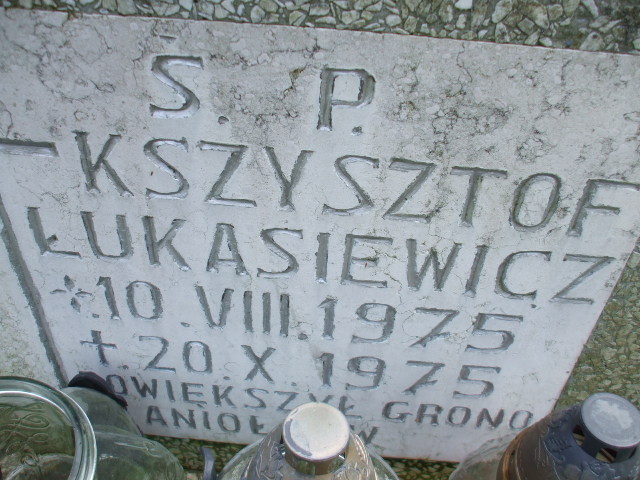 Ś. P.
KSZYSZTOF
ŁUKASIEWICZ
*.10.VIII.1975
+.20.X.1975
GRONO